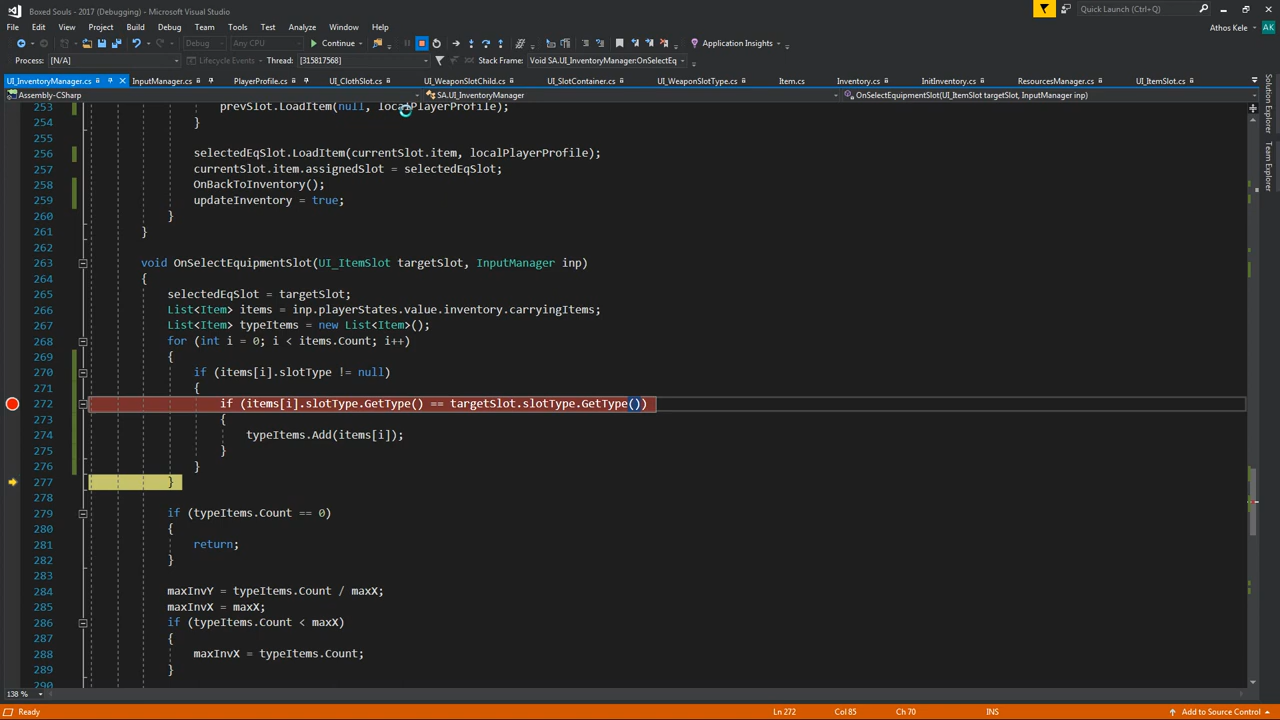 Boxed Souls - 2017 (Debugging) - Microsoft Visual Studio
Quick Launch (Ctrl+Q)
File Edit View Project Build Debug Team Tools Test Analyze Window Help
Athos Kele AK
Debug Any CPU Continue Application Insights
Process: [N/A] Lifecycle Events Thread: [315817568] Stack Frame: Void SA.UI_InventoryManager:OnSelectEq
UI_InventoryManager.cs InputManager.cs PlayerProfile.cs UI_ClothSlot.cs UI_WeaponSlotChild.cs UI_SlotContainer.cs UI_WeaponSlotType.cs Item.cs Inventory.cs InitInventory.cs ResourcesManager.cs UI_ItemSlot.cs
Assembly-CSharp SA.UI_InventoryManager OnSelectEquipmentSlot(UI_ItemSlot targetSlot, InputManager inp)
Solution Explorer
Team Explorer
253 prevSlot.LoadItem(null, localPlayerProfile);
254 }
255
256 selectedEqSlot.LoadItem(currentSlot.item, localPlayerProfile);
257 currentSlot.item.assignedSlot = selectedEqSlot;
258 OnBackToInventory();
259 updateInventory = true;
260 }
261 }
262
263 void OnSelectEquipmentSlot(UI_ItemSlot targetSlot, InputManager inp)
264 {
265 selectedEqSlot = targetSlot;
266 List<Item> items = inp.playerStates.value.inventory.carryingItems;
267 List<Item> typeItems = new List<Item>();
268 for (int i = 0; i < items.Count; i++)
269 {
270 if (items[i].slotType != null)
271 {
272 if (items[i].slotType.GetType() == targetSlot.slotType.GetType())
273 {
274 typeItems.Add(items[i]);
275 }
276 }
277 }
278
279 if (typeItems.Count == 0)
280 {
281 return;
282 }
283
284 maxInvY = typeItems.Count / maxX;
285 maxInvX = maxX;
286 if (typeItems.Count < maxX)
287 {
288 maxInvX = typeItems.Count;
289 }
290
138 %
Ready Ln 272 Col 85 Ch 70 INS Add to Source Control